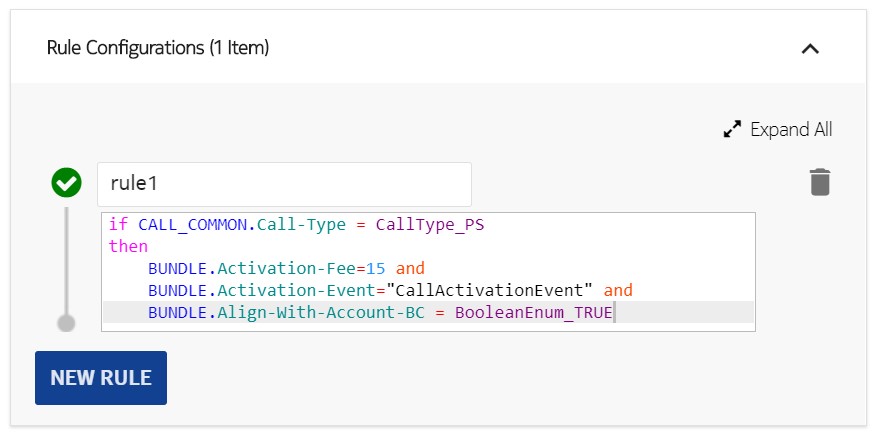 Rule Configurations (1 Item)
Expand All
rule1
if CALL_COMMON.Call-Type = CallType_PS
then
    BUNDLE.Activation-Fee=15 and
    BUNDLE.Activation-Event="CallActivationEvent" and
    BUNDLE.Align-With-Account-BC = BooleanEnum_TRUE
NEW RULE